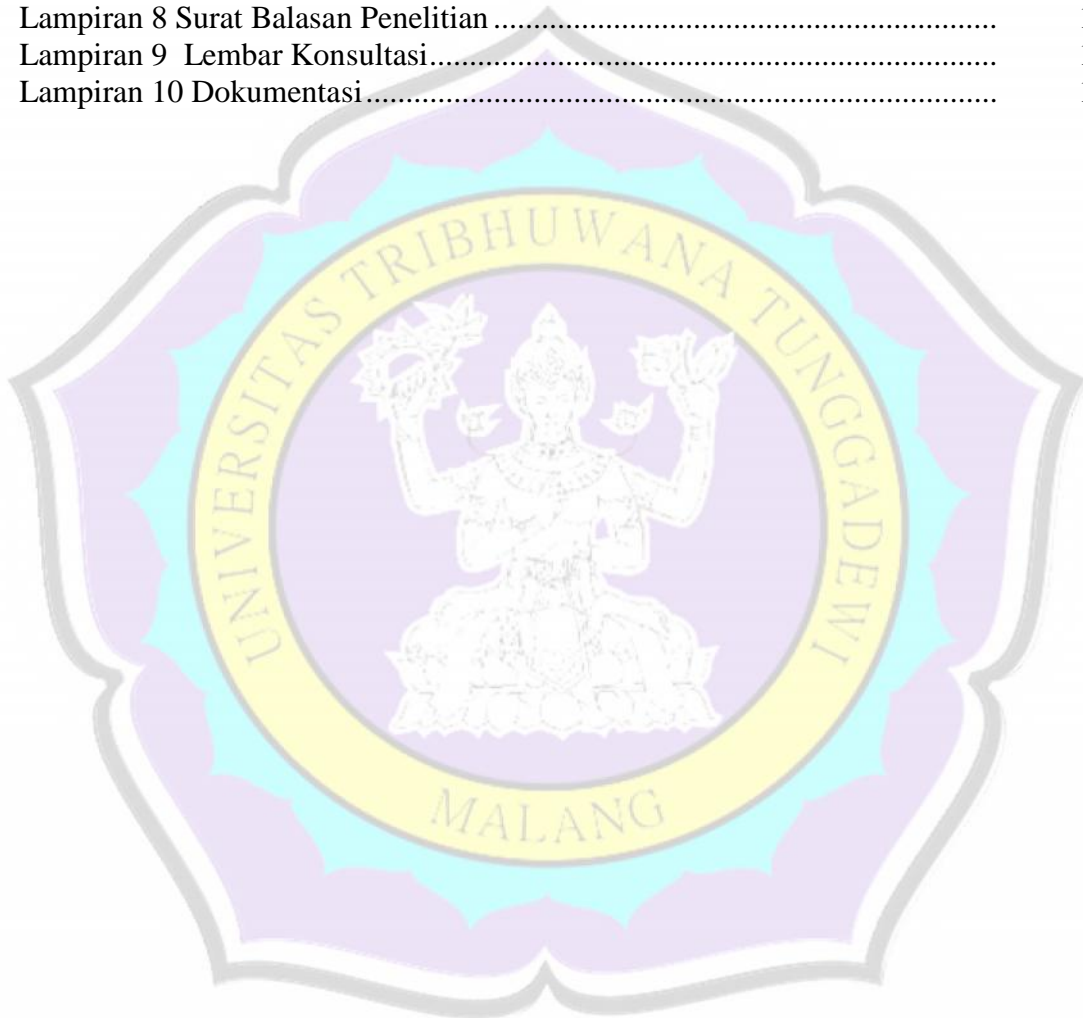 Lampiran 8 Surat Balasan Penelitian ............................................................
Lampiran 9  Lembar Konsultasi....................................................................
Lampiran 10 Dokumentasi............................................................................
UNIVERSITAS TRIBHUWANA TUNGGADEWI
MALANG